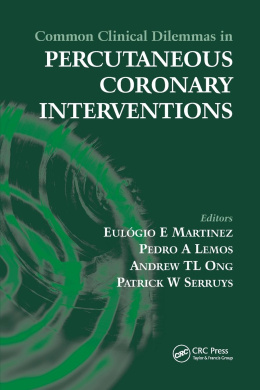 Common Clinical Dilemmas in
PERCUTANEOUS
CORONARY
INTERVENTIONS
Editors
EULÓGIO E MARTINEZ
PEDRO A LEMOS
ANDREW TL ONG
PATRICK W SERRUYS
CRC
CRC Press
Taylor & Francis Group